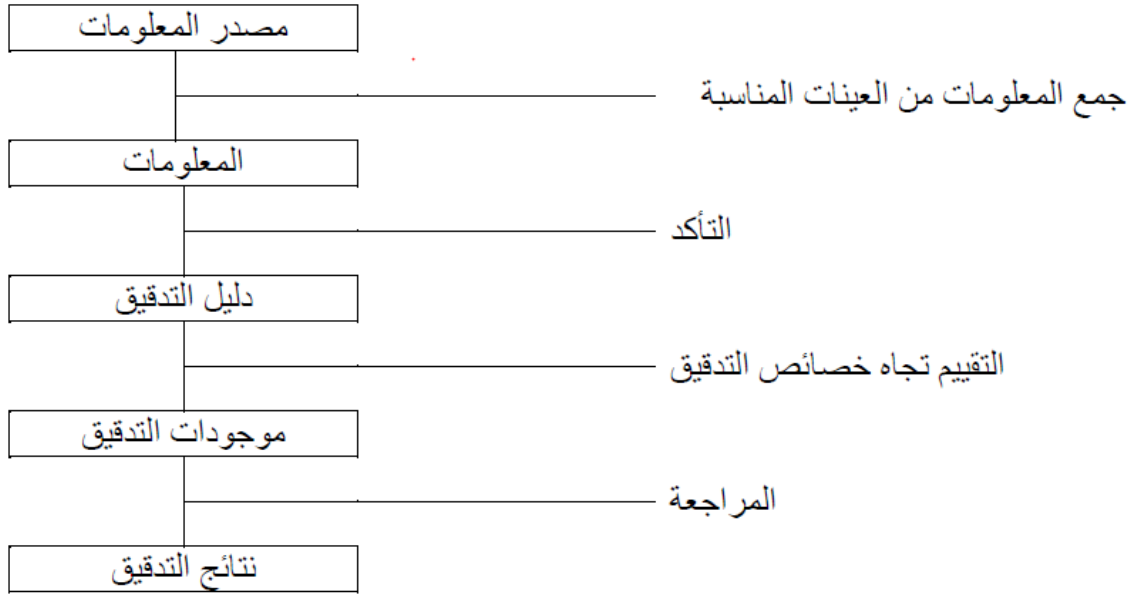 مصدر المعلومات
جمع المعلومات من العينات المناسبة
المعلومات
التأكد
دليل التدقيق
التقييم تجاه خصائص التدقيق
موجودات التدقيق
المراجعة
نتائج التدقيق